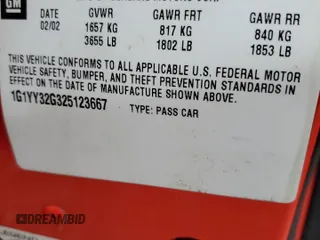 GM
DATE GVWR GAWR FRT GAWR RR
02/02 1657 KG 817 KG 840 KG
3655 LB 1802 LB 1853 LB
THIS VEHICLE CONFORMS TO ALL APPLICABLE U.S. FEDERAL MOTOR
VEHICLE SAFETY, BUMPER, AND THEFT PREVENTION STANDARDS IN
EFFECT ON THE DATE OF MANUFACTURE SHOWN ABOVE.
1G1YY32G325123667 TYPE: PASS CAR
DREAMBID